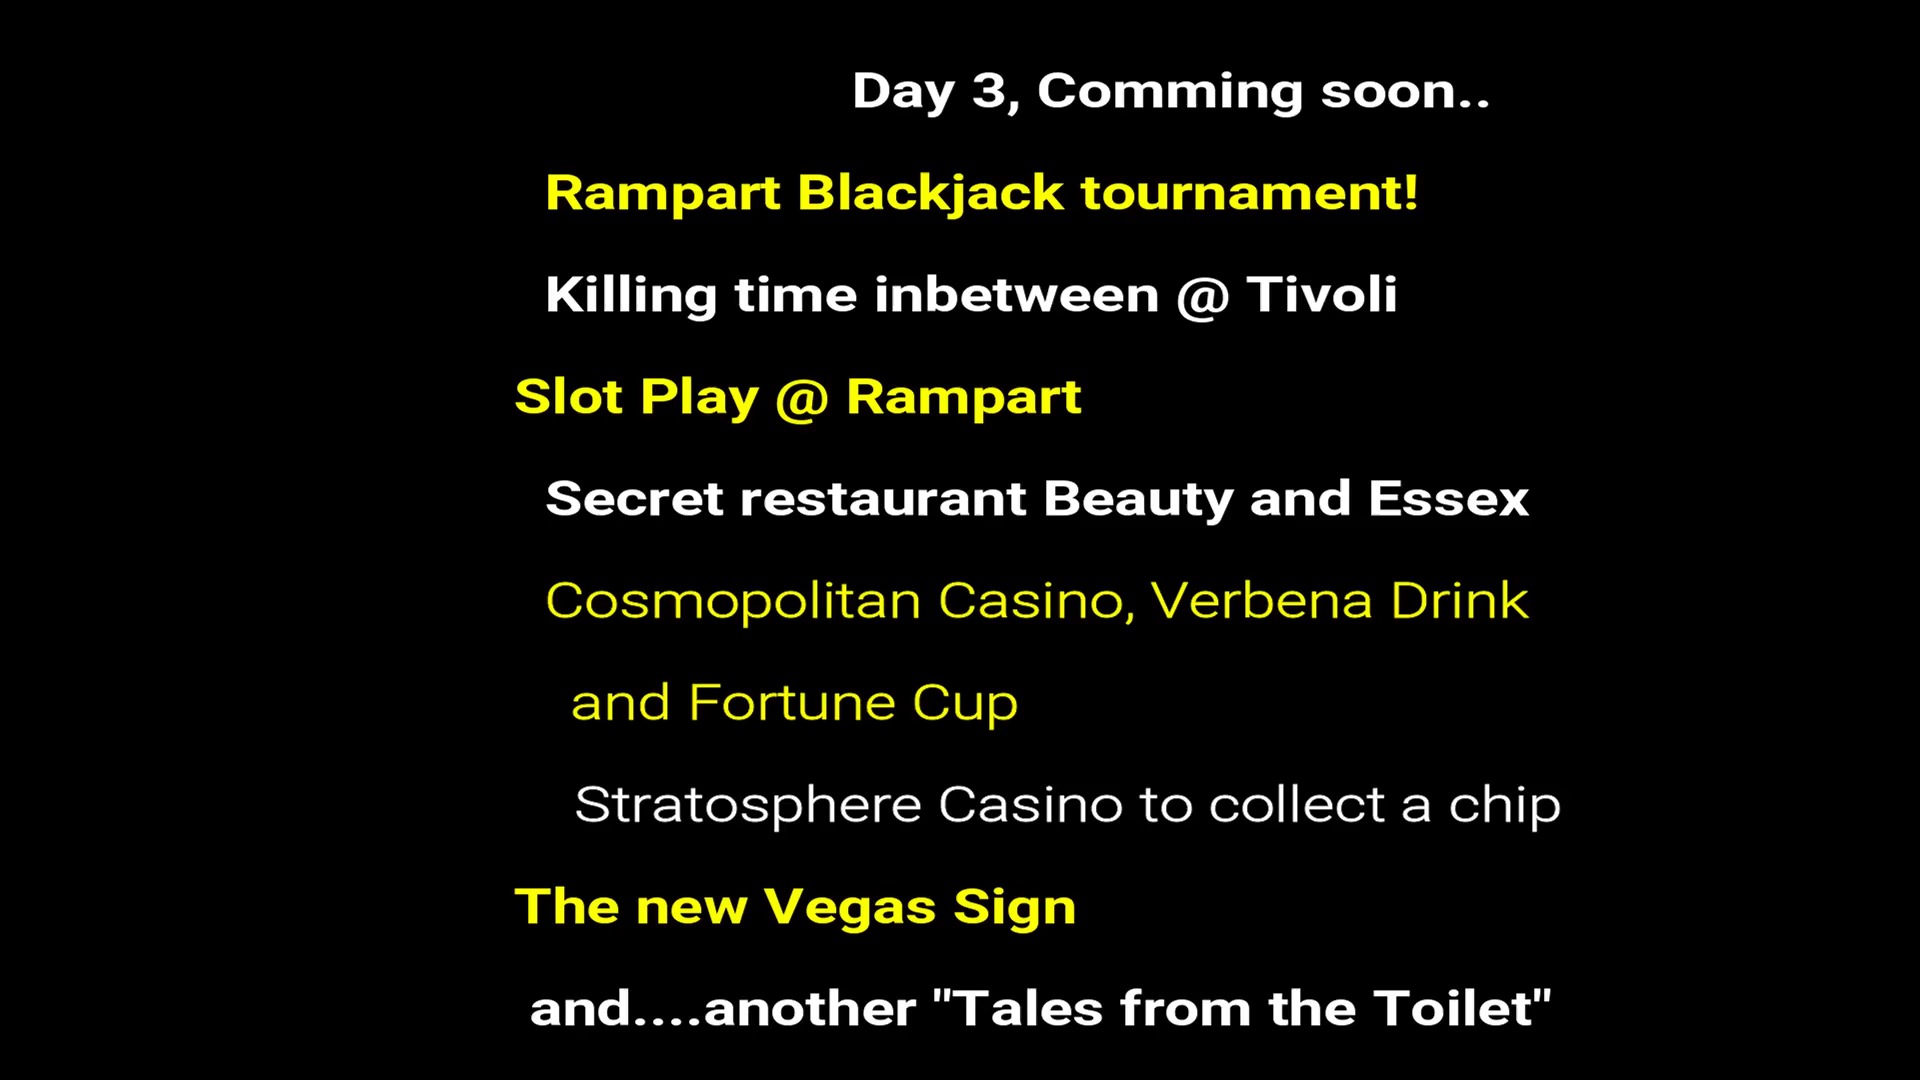 Day 3, Comming soon..
Rampart Blackjack tournament!
Killing time inbetween @ Tivoli
Slot Play @ Rampart
Secret restaurant Beauty and Essex
Cosmopolitan Casino, Verbena Drink
and Fortune Cup
Stratosphere Casino to collect a chip
The new Vegas Sign
and....another "Tales from the Toilet"